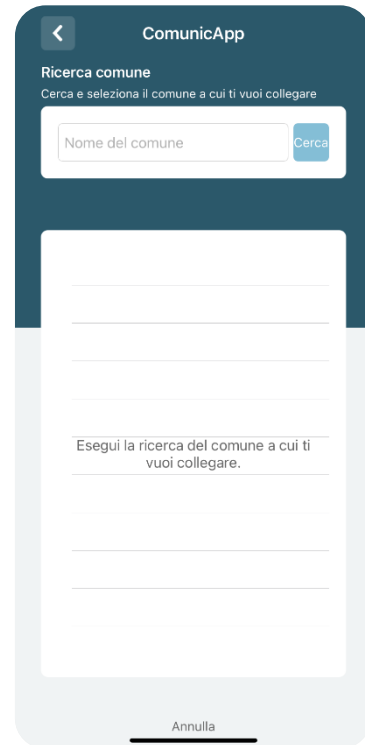 ComunicApp
Ricerca comune
Cerca e seleziona il comune a cui ti vuoi collegare
Nome del comune
Cerca
Esegui la ricerca del comune a cui ti
vuoi collegare.
Annulla